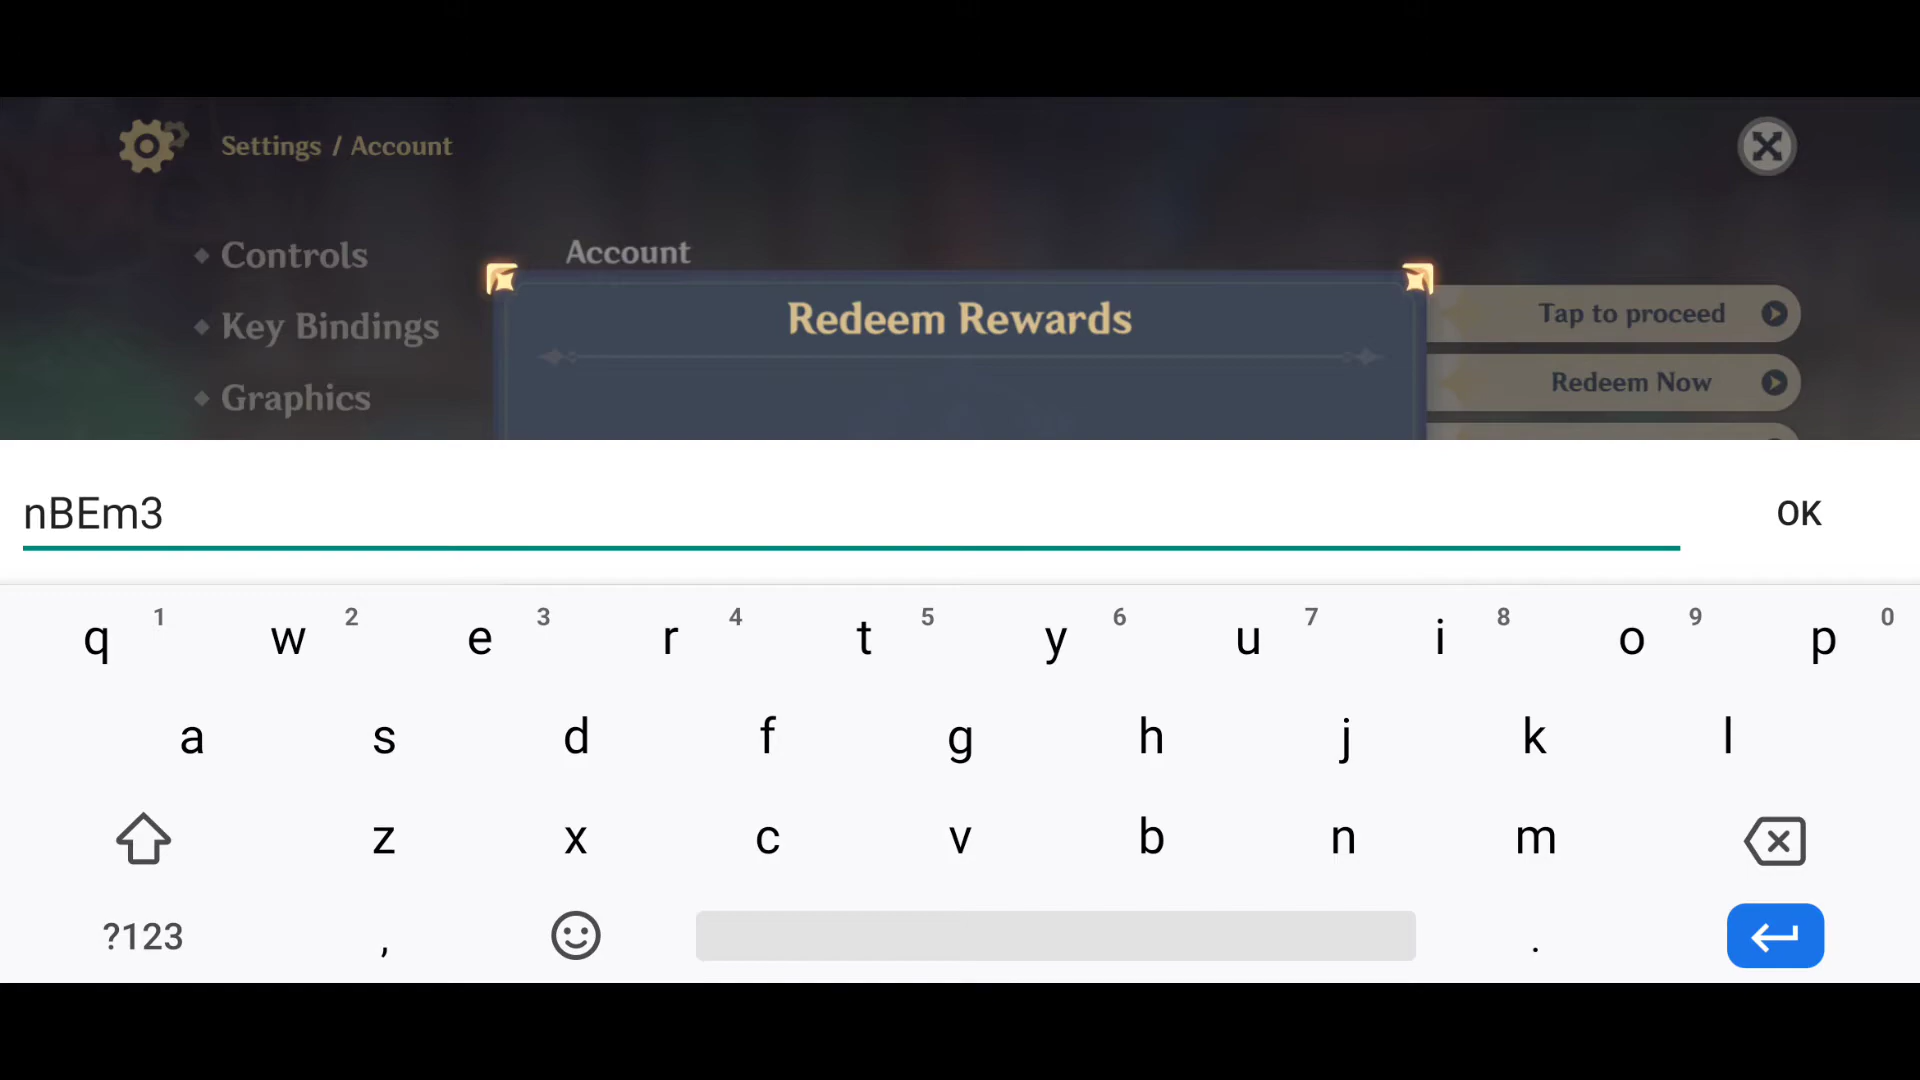 Settings / Account
Controls
Account
Redeem Rewards
Key Bindings
Tap to proceed
Graphics
Redeem Now
nBEm3
OK
q 1 w 2 e 3 r 4 t 5 y 6 u 7 i 8 o 9 p 0
a s d f g h j k l
z x c v b n m
?123 , .